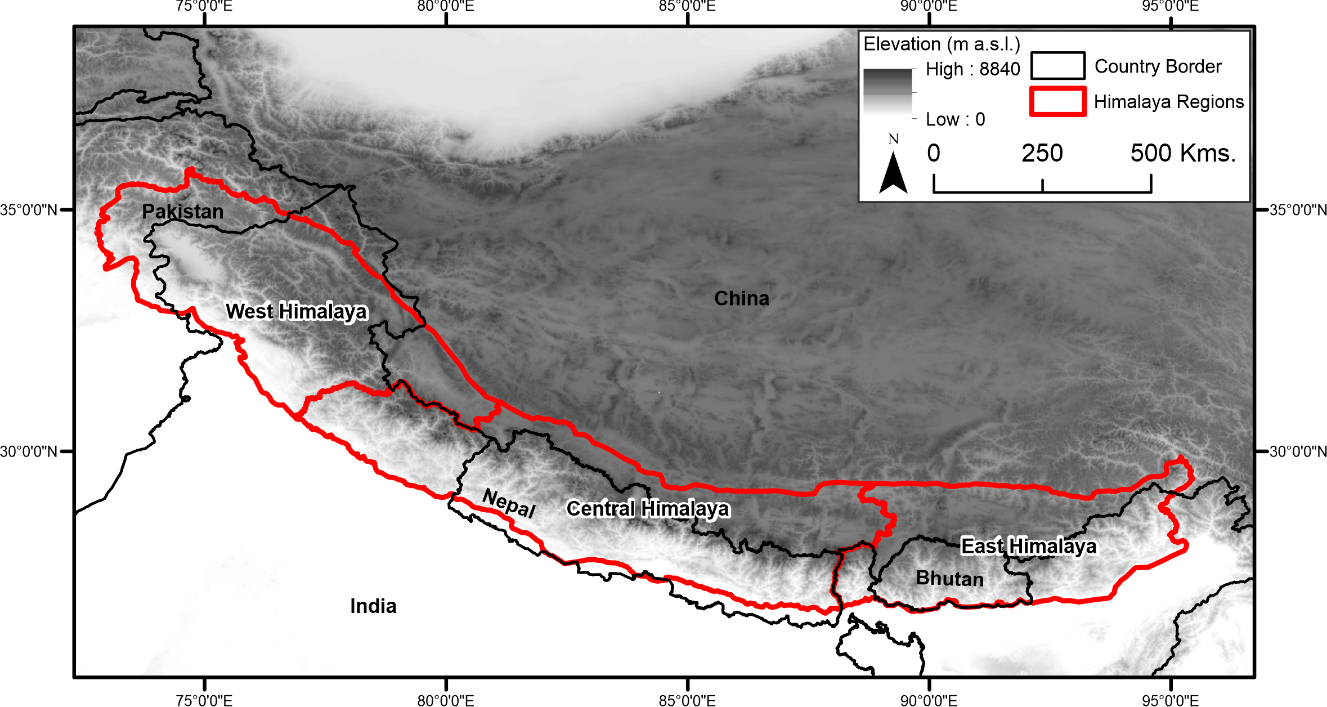 75°0'0"E 80°0'0"E 85°0'0"E 90°0'0"E 95°0'0"E
Elevation (m a.s.l.)
High : 8840
Low : 0
Country Border
Himalaya Regions
N
0 250 500 Kms.
35°0'0"N 35°0'0"N
Pakistan
China
West Himalaya
30°0'0"N 30°0'0"N
Nepal
Central Himalaya
East Himalaya
Bhutan
India
75°0'0"E 80°0'0"E 85°0'0"E 90°0'0"E 95°0'0"E